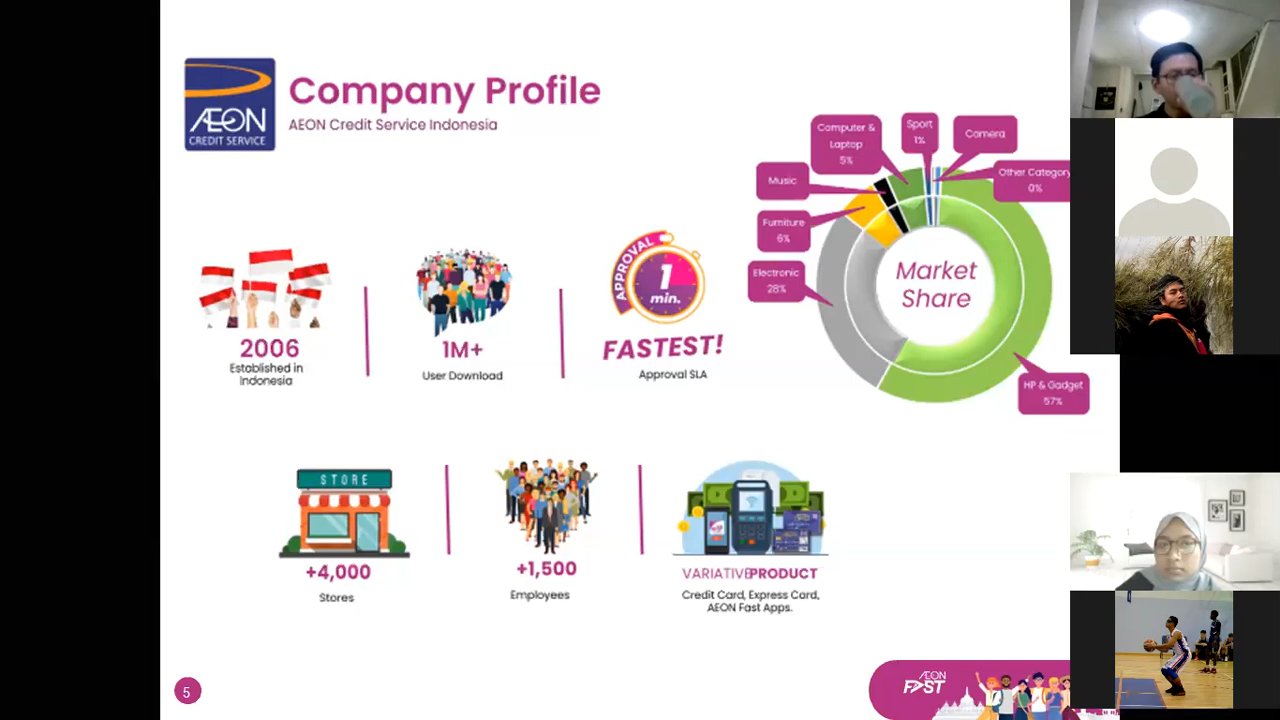 ÆON
CREDIT SERVICE
Company Profile
AEON Credit Service Indonesia
2006
Established in
Indonesia
1M+
User Download
APPROVAL
1
min.
FASTEST!
Approval SLA
Market
Share
Computer &
Laptop
5%
Sport
1%
Camera
Other Category
0%
Music
Furniture
6%
Electronic
28%
HP & Gadget
57%
STORE
+4,000
Stores
+1,500
Employees
VARIATIVE PRODUCT
Credit Card, Express Card,
AEON Fast Apps.
5
ÆON
FAST